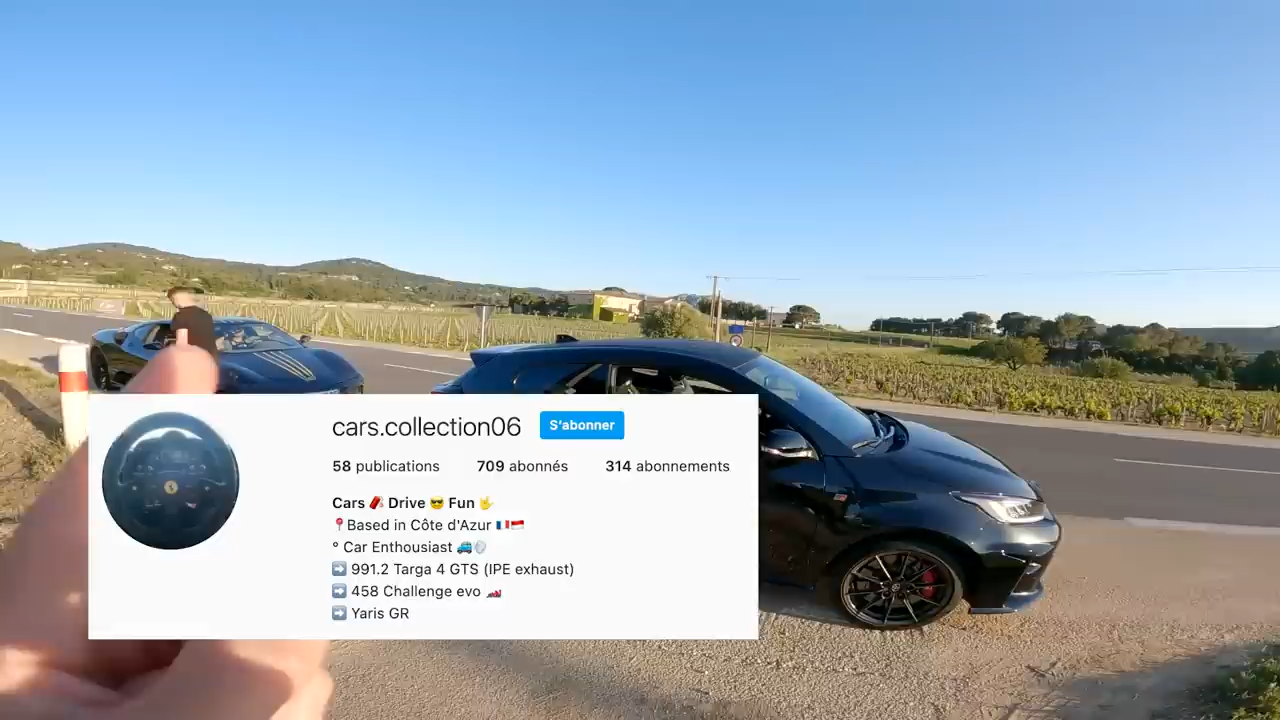 cars.collection06 S'abonner
58 publications 709 abonnés 314 abonnements
Cars 🧨 Drive 😎 Fun 🤟
📍Based in Côte d'Azur 🇫🇷🇲🇨
° Car Enthousiast 🚙💨
➡️ 991.2 Targa 4 GTS (IPE exhaust)
➡️ 458 Challenge evo 🏎️
➡️ Yaris GR